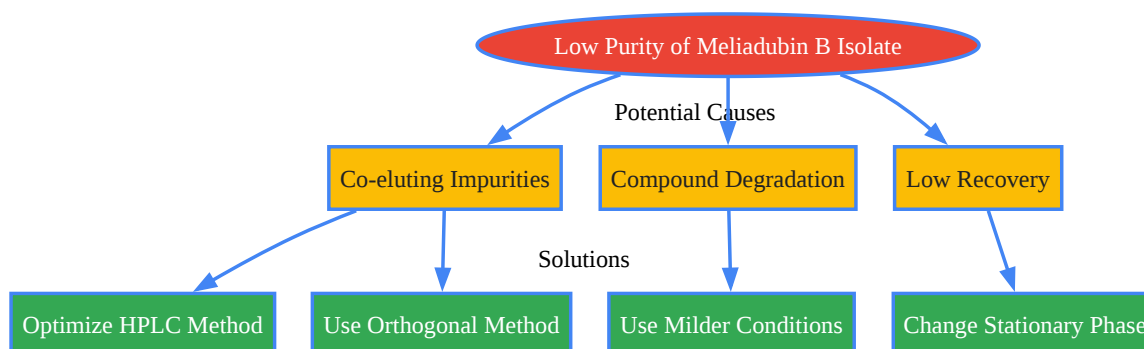 Low Purity of Meliadubin B Isolate
Potential Causes
Co-eluting Impurities
Compound Degradation
Low Recovery
Solutions
Optimize HPLC Method
Use Orthogonal Method
Use Milder Conditions
Change Stationary Phase